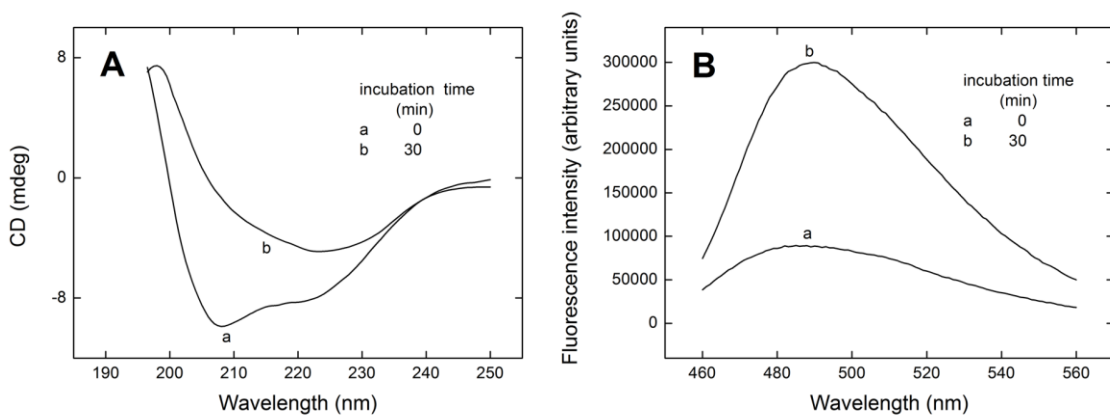 A
CD (mdeg)
8
0
-8
incubation time
(min)
a 0
b 30
b
a
190 200 210 220 230 240 250
Wavelength (nm)
B
Fluorescence intensity (arbitrary units)
300000
250000
200000
150000
100000
50000
0
b
incubation time
(min)
a 0
b 30
a
460 480 500 520 540 560
Wavelength (nm)